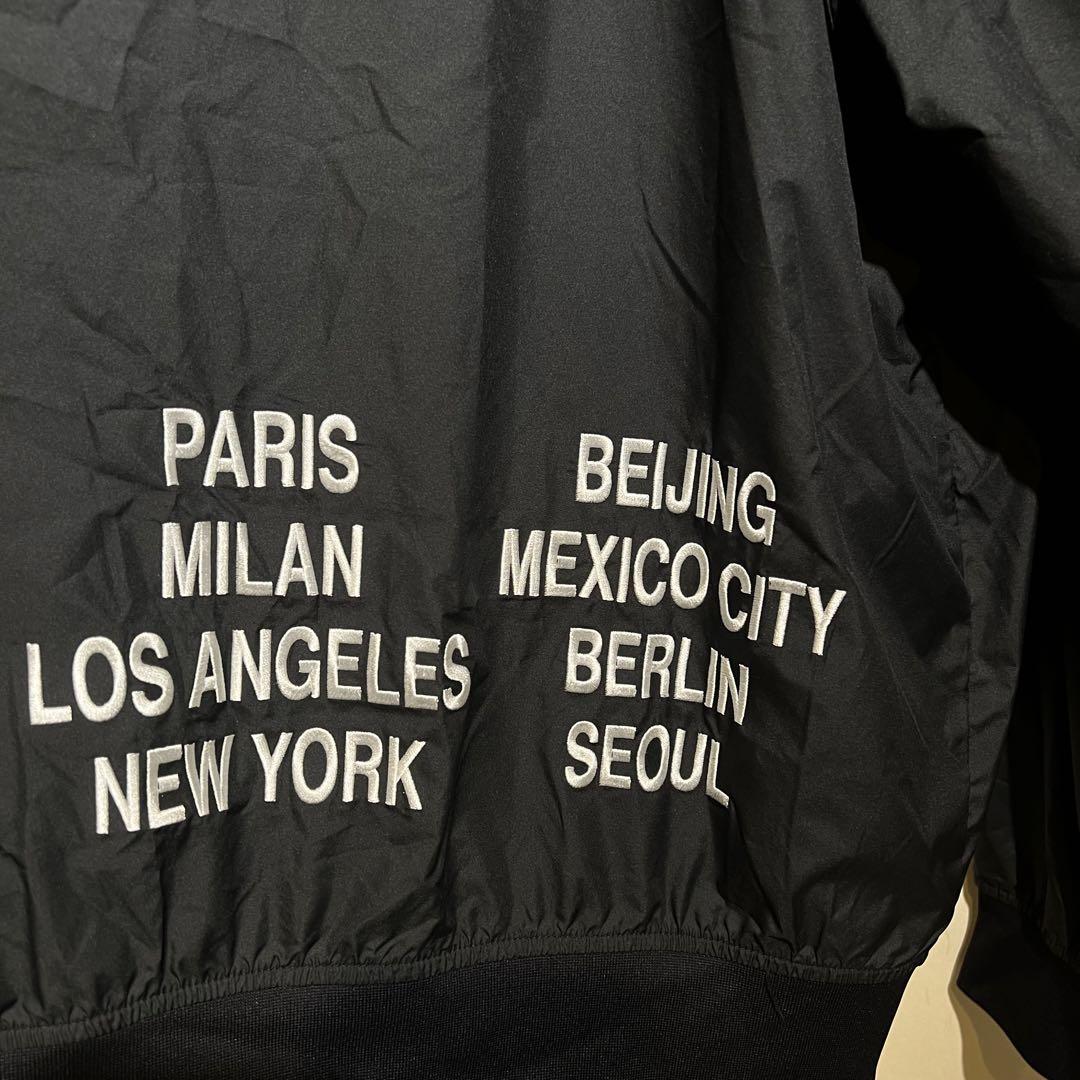 PARIS
MILAN
LOS ANGELES
NEW YORK
BEIJING
MEXICO CITY
BERLIN
SEOUL